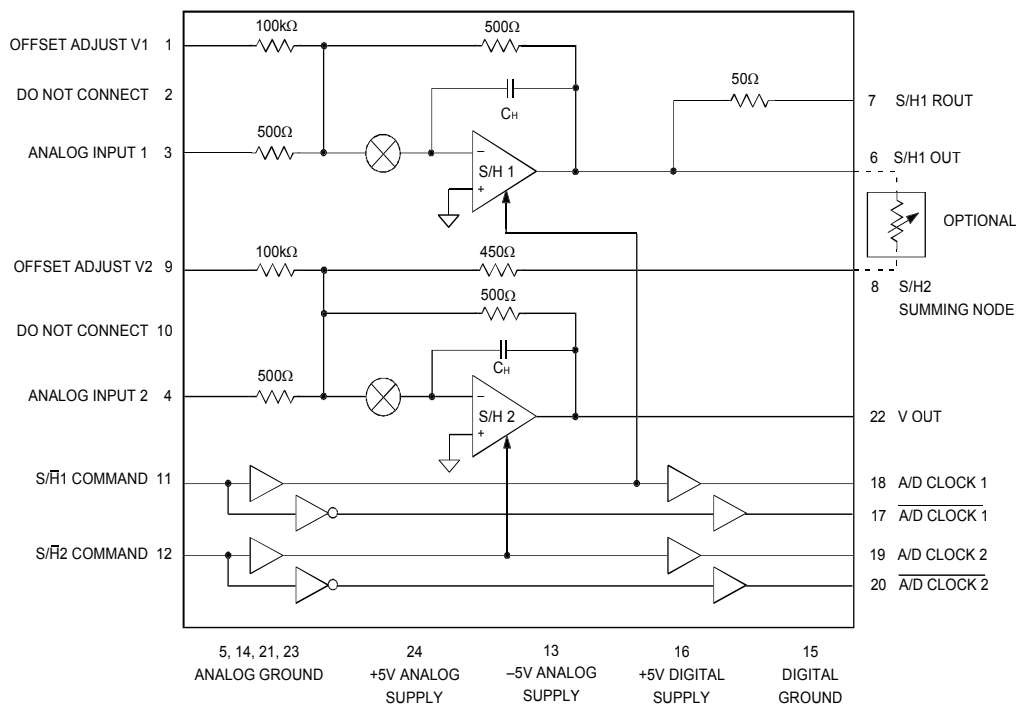 100kΩ
500Ω
OFFSET ADJUST V1 1
50Ω
DO NOT CONNECT 2
CH
7 S/H1 ROUT
500Ω
ANALOG INPUT 1 3
6 S/H1 OUT
–
S/H 1
+
OPTIONAL
100kΩ
450Ω
OFFSET ADJUST V2 9
8 S/H2
SUMMING NODE
500Ω
DO NOT CONNECT 10
CH
500Ω
ANALOG INPUT 2 4
–
S/H 2
+
22 V OUT
S/H̅1 COMMAND 11
18 A/D CLOCK 1
17 A/D CLOCK 1
S/H̅2 COMMAND 12
19 A/D CLOCK 2
20 A/D CLOCK 2
5, 14, 21, 23
ANALOG GROUND
24
+5V ANALOG
SUPPLY
13
–5V ANALOG
SUPPLY
16
+5V DIGITAL
SUPPLY
15
DIGITAL
GROUND